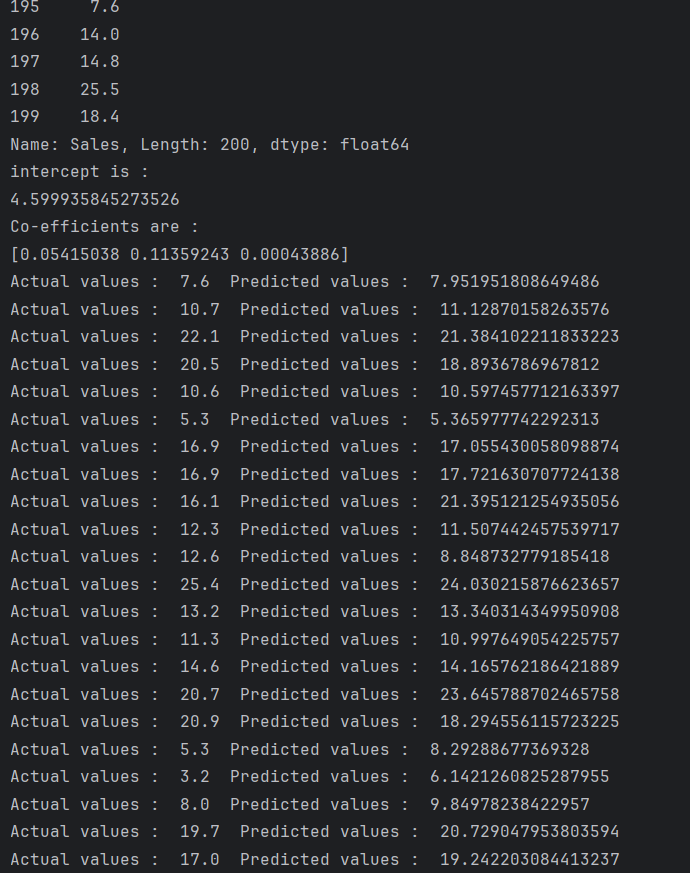 195     7.6
196    14.0
197    14.8
198    25.5
199    18.4
Name: Sales, Length: 200, dtype: float64
intercept is :
4.599935845273526
Co-efficients are :
[0.05415038 0.11359243 0.00043886]
Actual values :  7.6  Predicted values :  7.951951808649486
Actual values :  10.7  Predicted values :  11.12870158263576
Actual values :  22.1  Predicted values :  21.384102211833223
Actual values :  20.5  Predicted values :  18.8936786967812
Actual values :  10.6  Predicted values :  10.597457712163397
Actual values :  5.3  Predicted values :  5.365977742292313
Actual values :  16.9  Predicted values :  17.055430058098874
Actual values :  16.9  Predicted values :  17.721630707724138
Actual values :  16.1  Predicted values :  21.395121254935056
Actual values :  12.3  Predicted values :  11.507442457539717
Actual values :  12.6  Predicted values :  8.848732779185418
Actual values :  25.4  Predicted values :  24.030215876623657
Actual values :  13.2  Predicted values :  13.340314349950908
Actual values :  11.3  Predicted values :  10.997649054225757
Actual values :  14.6  Predicted values :  14.165762186421889
Actual values :  20.7  Predicted values :  23.645788702465758
Actual values :  20.9  Predicted values :  18.294556115723225
Actual values :  5.3  Predicted values :  8.29288677369328
Actual values :  3.2  Predicted values :  6.1421260825287955
Actual values :  8.0  Predicted values :  9.84978238422957
Actual values :  19.7  Predicted values :  20.729047953803594
Actual values :  17.0  Predicted values :  19.242203084413237